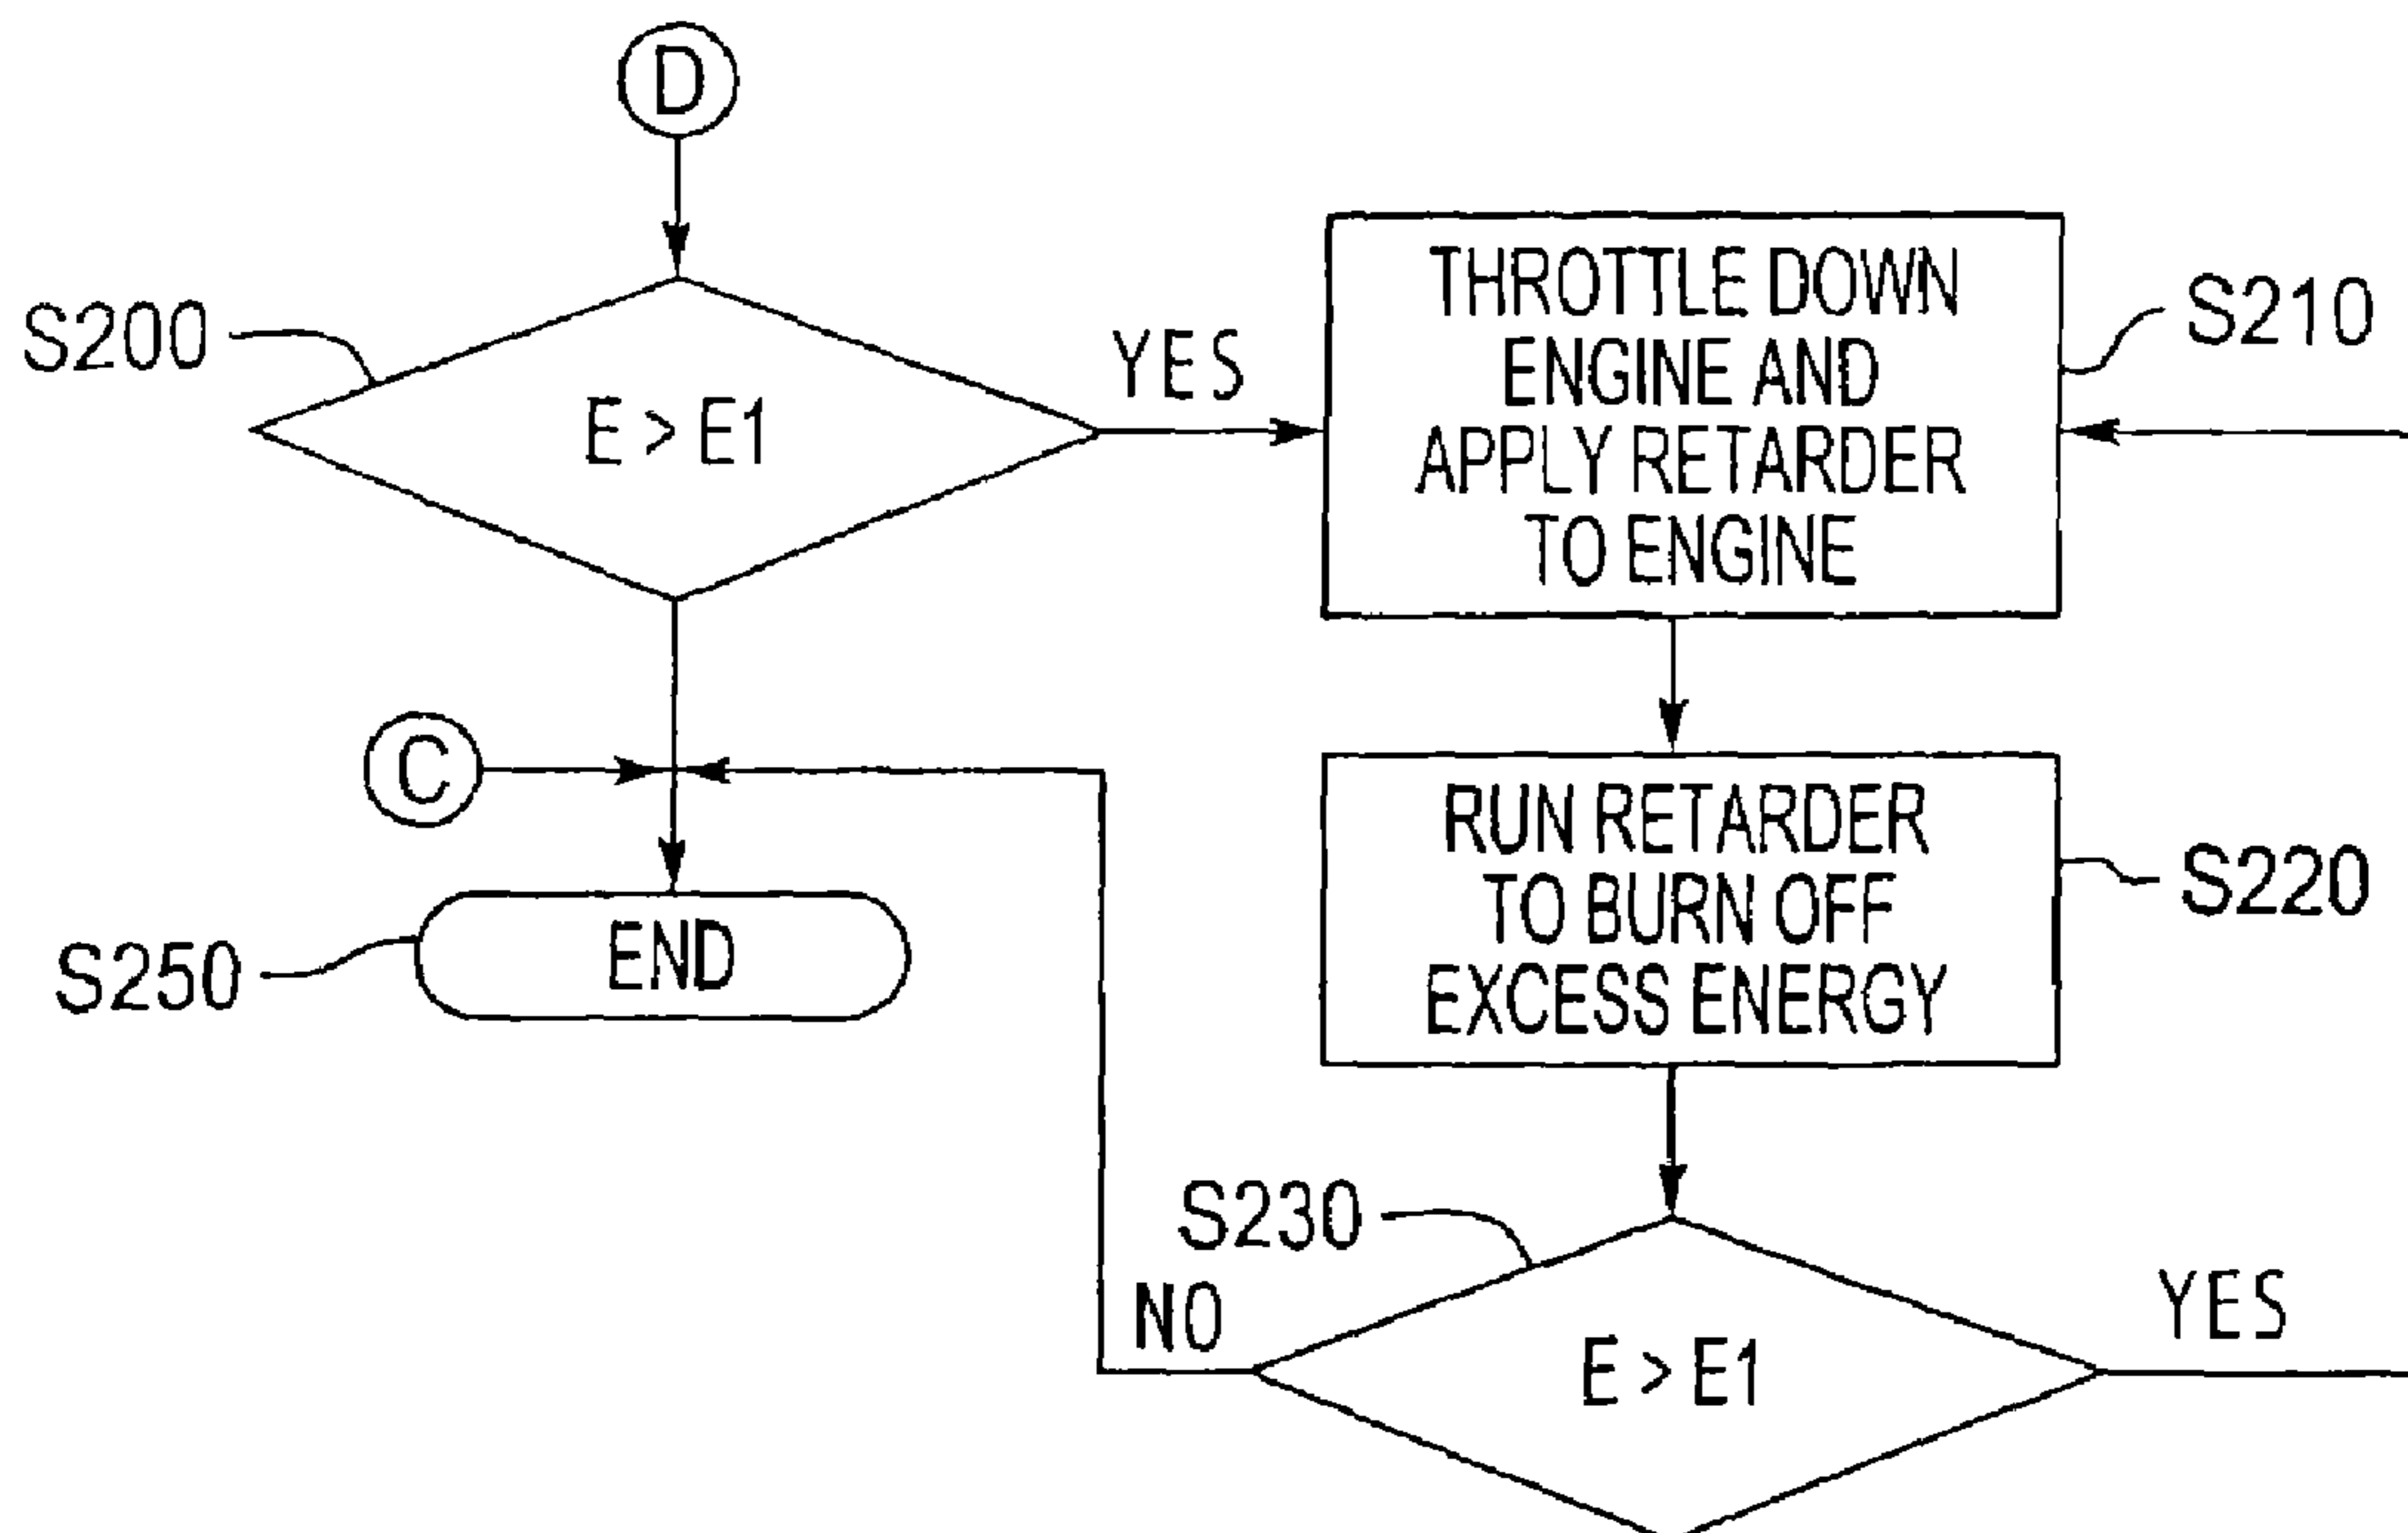 D
S200
E > E1
YES
THROTTLE DOWN
ENGINE AND
APPLY RETARDER
TO ENGINE
S210
C
RUN RETARDER
TO BURN OFF
EXCESS ENERGY
S220
END
S250
S230
NO
E > E1
YES